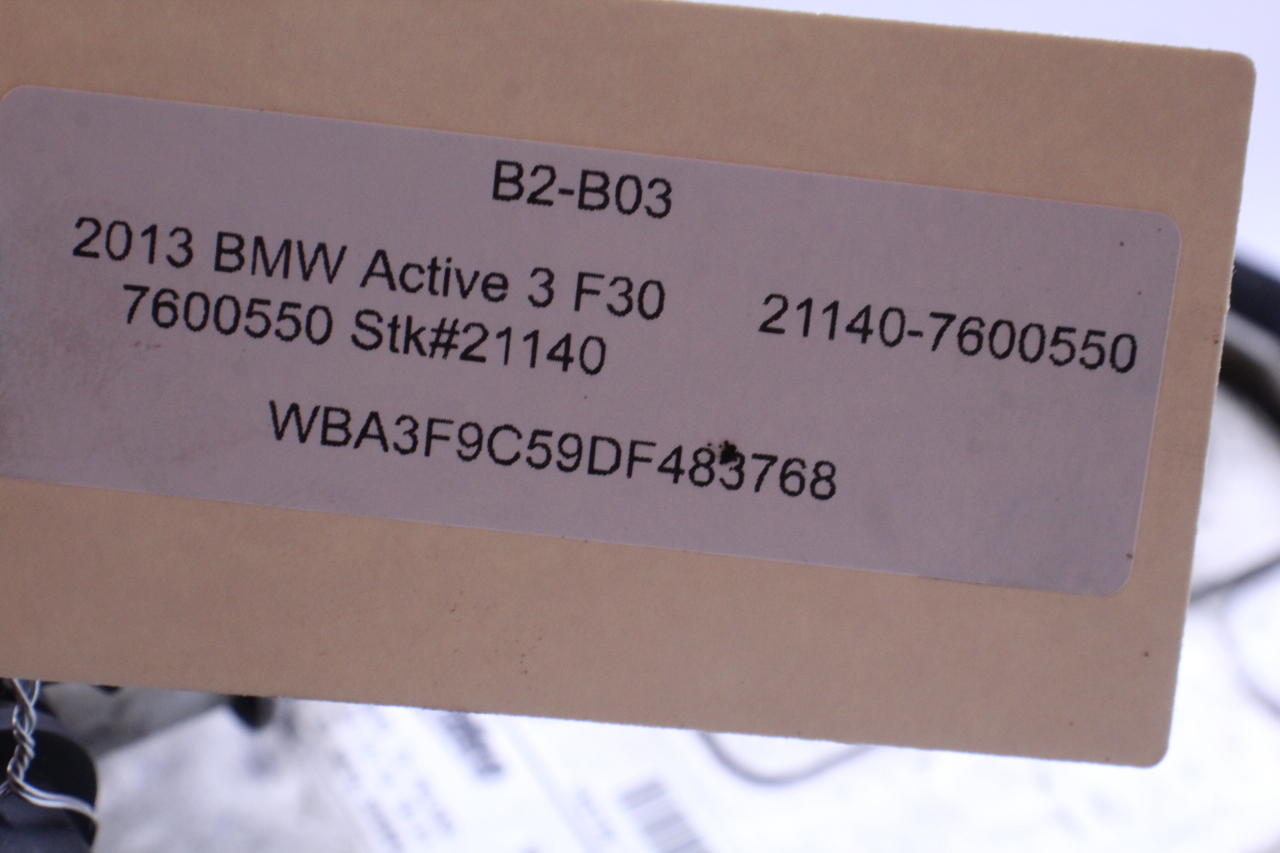 B2-B03
2013 BMW Active 3 F30
7600550 Stk#21140
21140-7600550
WBA3F9C59DF483768